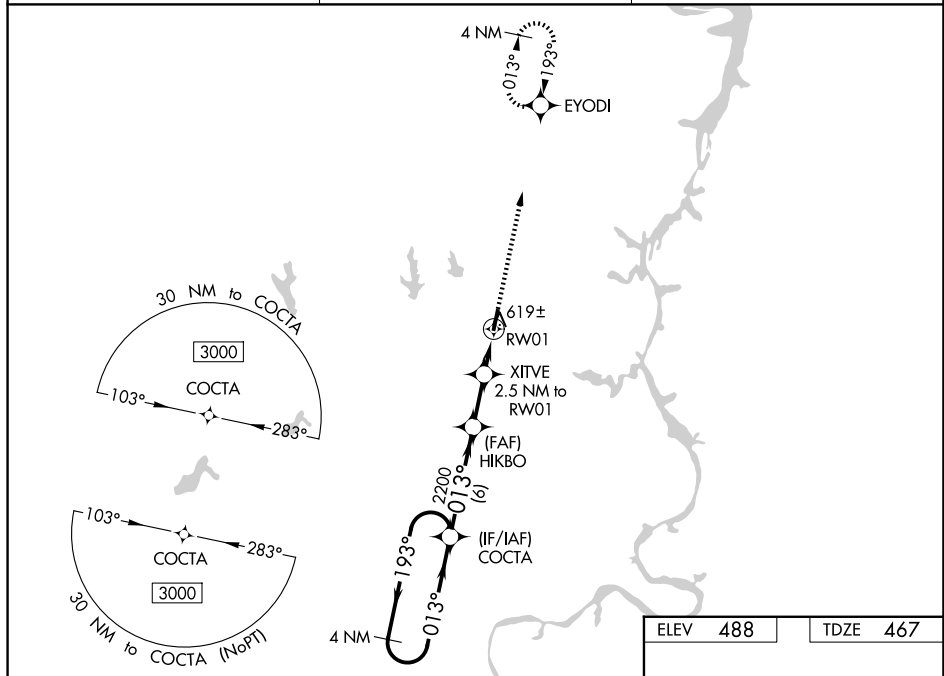 4 NM
013°
193°
EYODI
30 NM to COCTA
3000
COCTA
103°
283°
619±
RW01
XITVE
2.5 NM to
RW01
(FAF)
HIKBO
2200
013°
(6)
(IF/IAF)
COCTA
193°
013°
4 NM
103°
283°
COCTA
3000
30 NM to COCTA (NoPT)
ELEV 488
TDZE 467